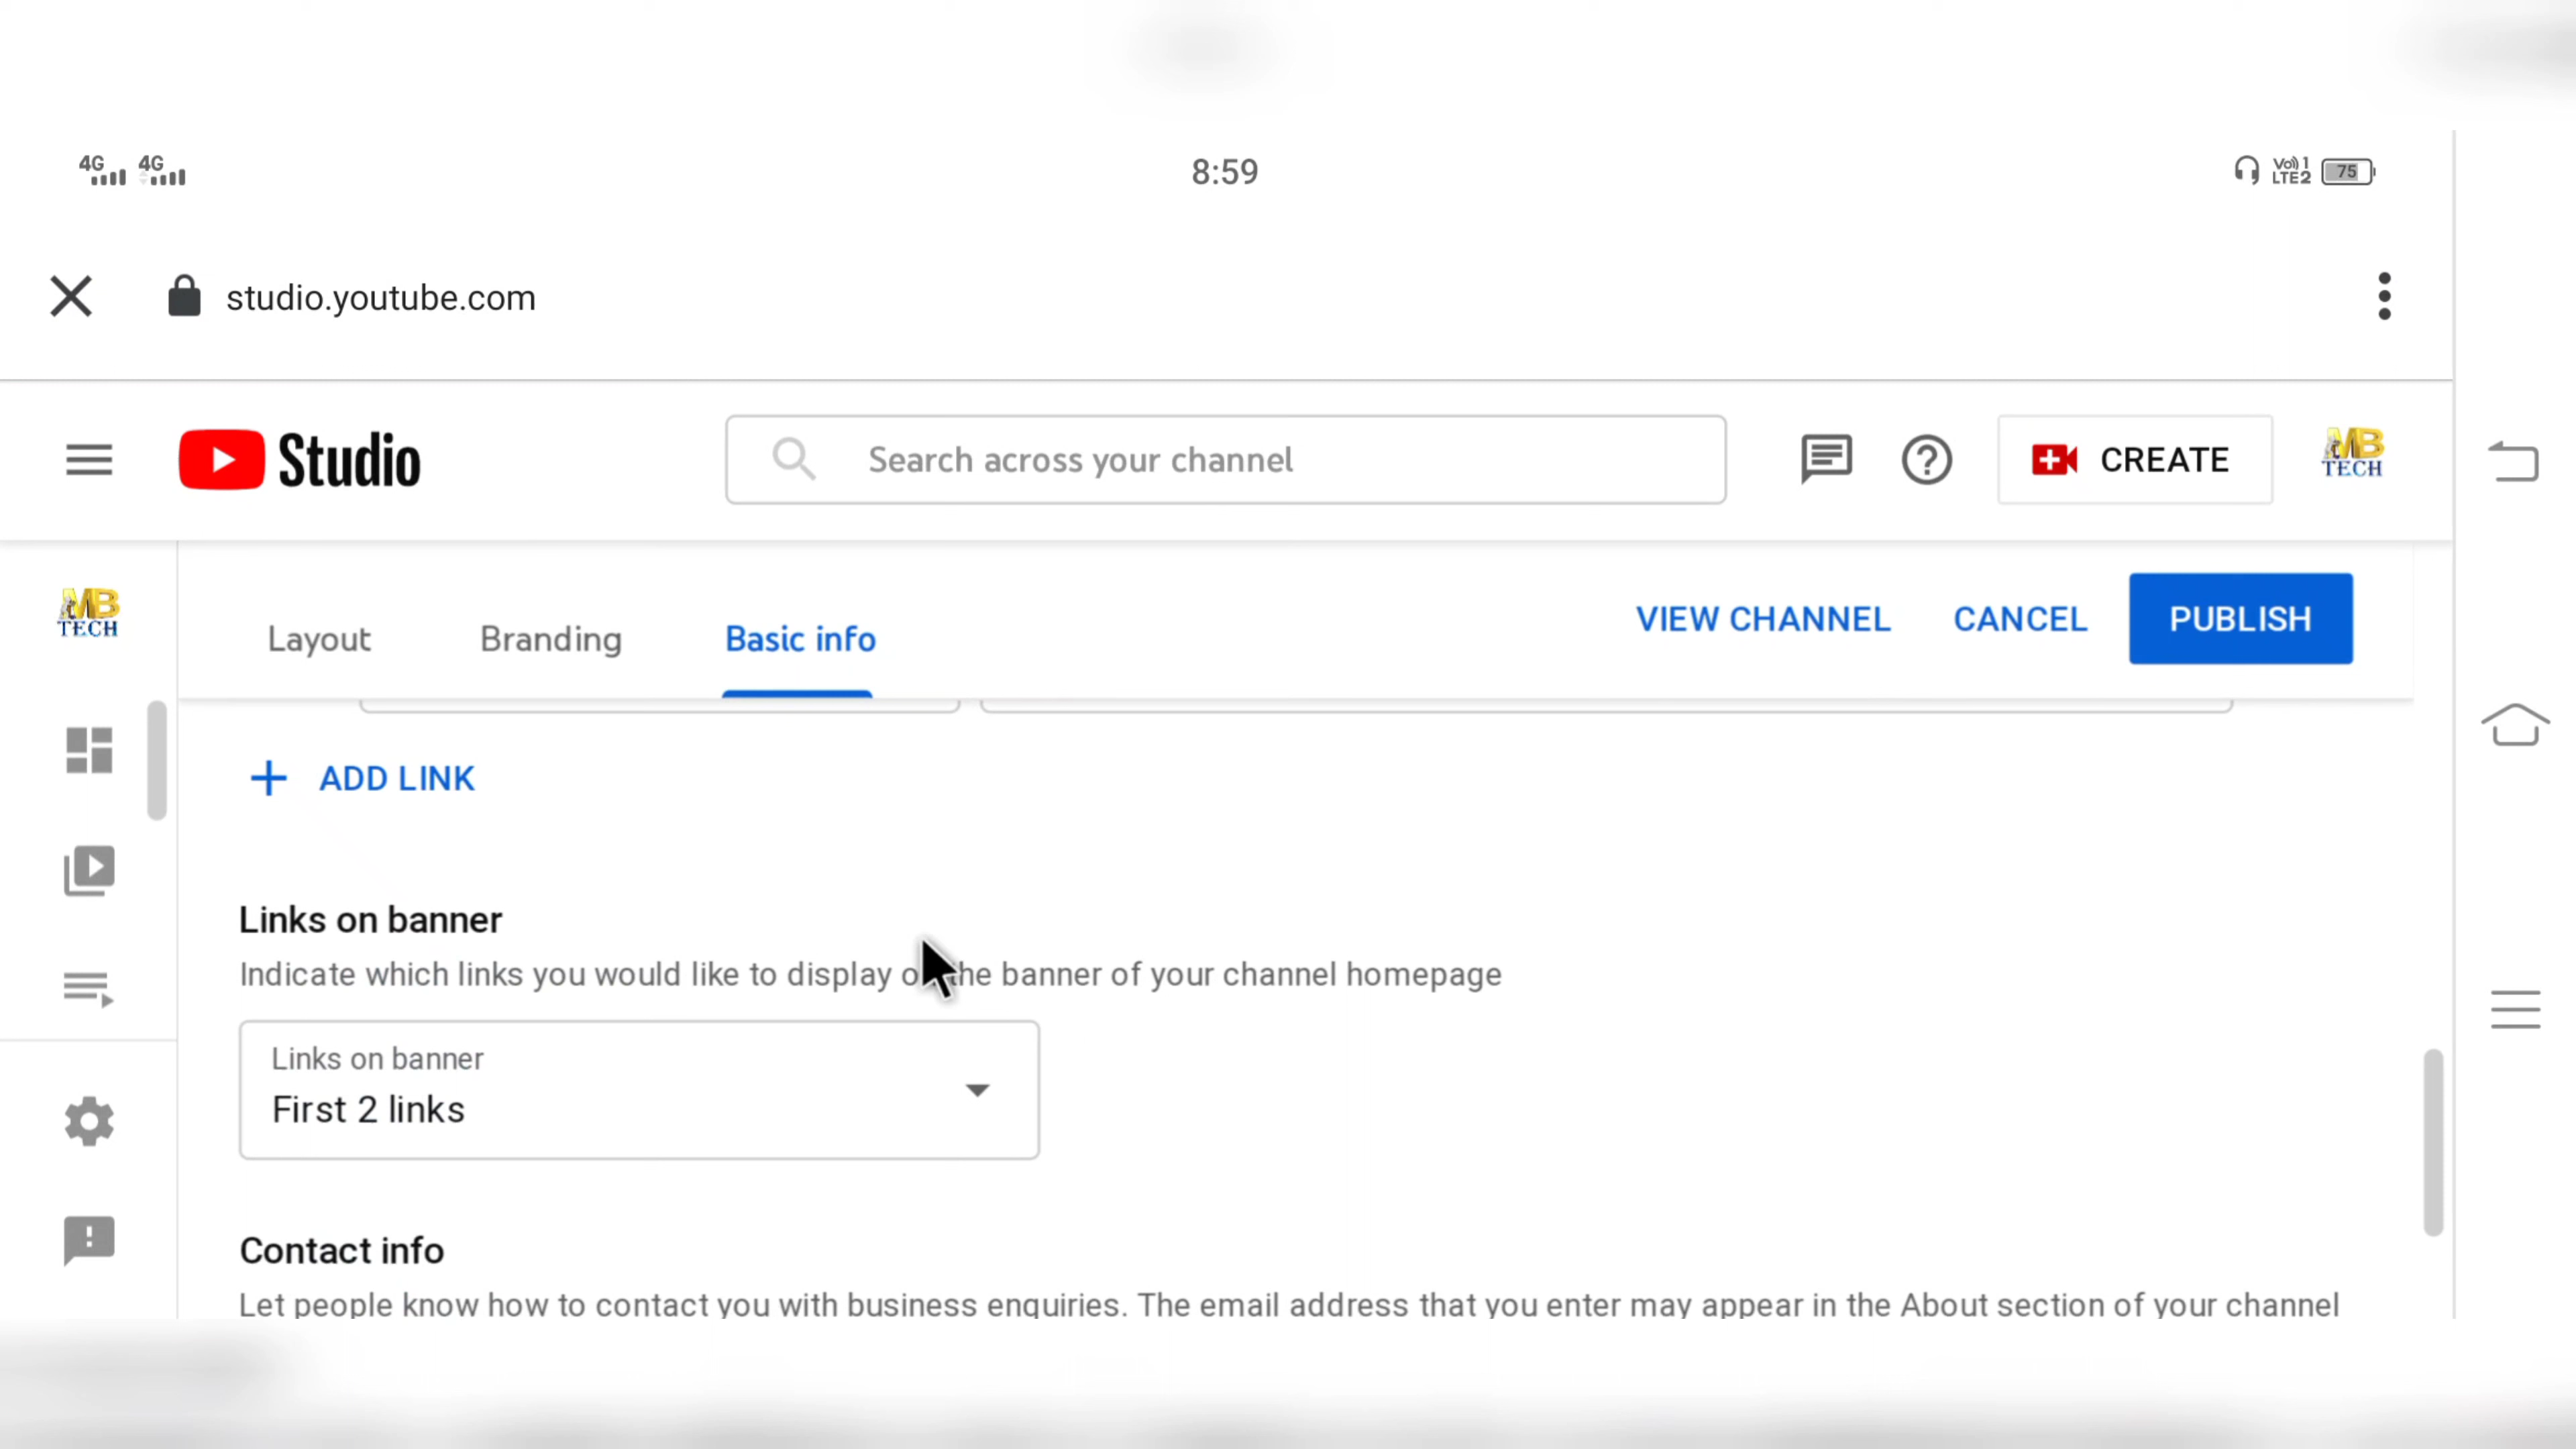 4G 4G 8:59 Vo)) 1 LTE2 75
studio.youtube.com
Studio Search across your channel CREATE MB TECH
MB TECH
Layout Branding Basic info VIEW CHANNEL CANCEL PUBLISH
ADD LINK
Links on banner
Indicate which links you would like to display o the banner of your channel homepage
Links on banner
First 2 links
Contact info
Let people know how to contact you with business enquiries. The email address that you enter may appear in the About section of your channel